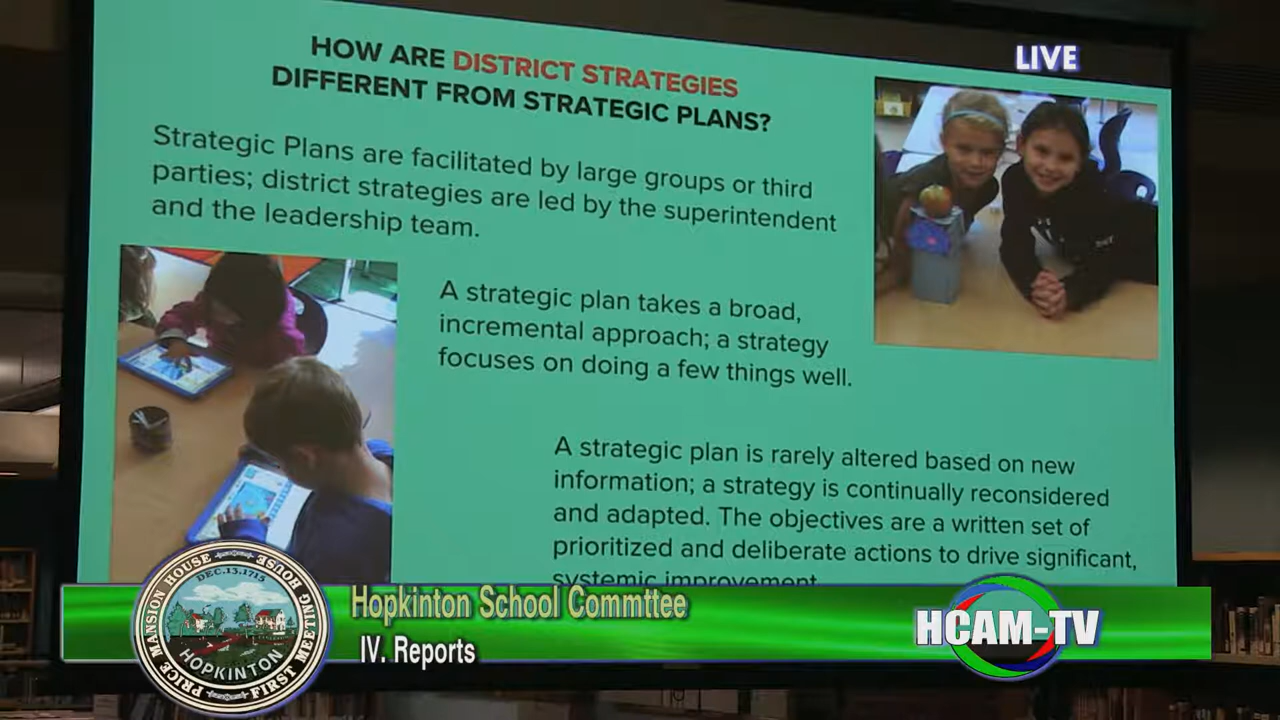 LIVE
HOW ARE DISTRICT STRATEGIES
DIFFERENT FROM STRATEGIC PLANS?
Strategic Plans are facilitated by large groups or third
parties; district strategies are led by the superintendent
and the leadership team.
A strategic plan takes a broad,
incremental approach; a strategy
focuses on doing a few things well.
A strategic plan is rarely altered based on new
information; a strategy is continually reconsidered
and adapted. The objectives are a written set of
prioritized and deliberate actions to drive significant,
systemic improvement.
Hopkinton School Commttee
IV. Reports
PRICE MANSION HOUSE
FIRST MEETING HOUSE
DEC.13.1715
HOPKINTON
HCAM-TV